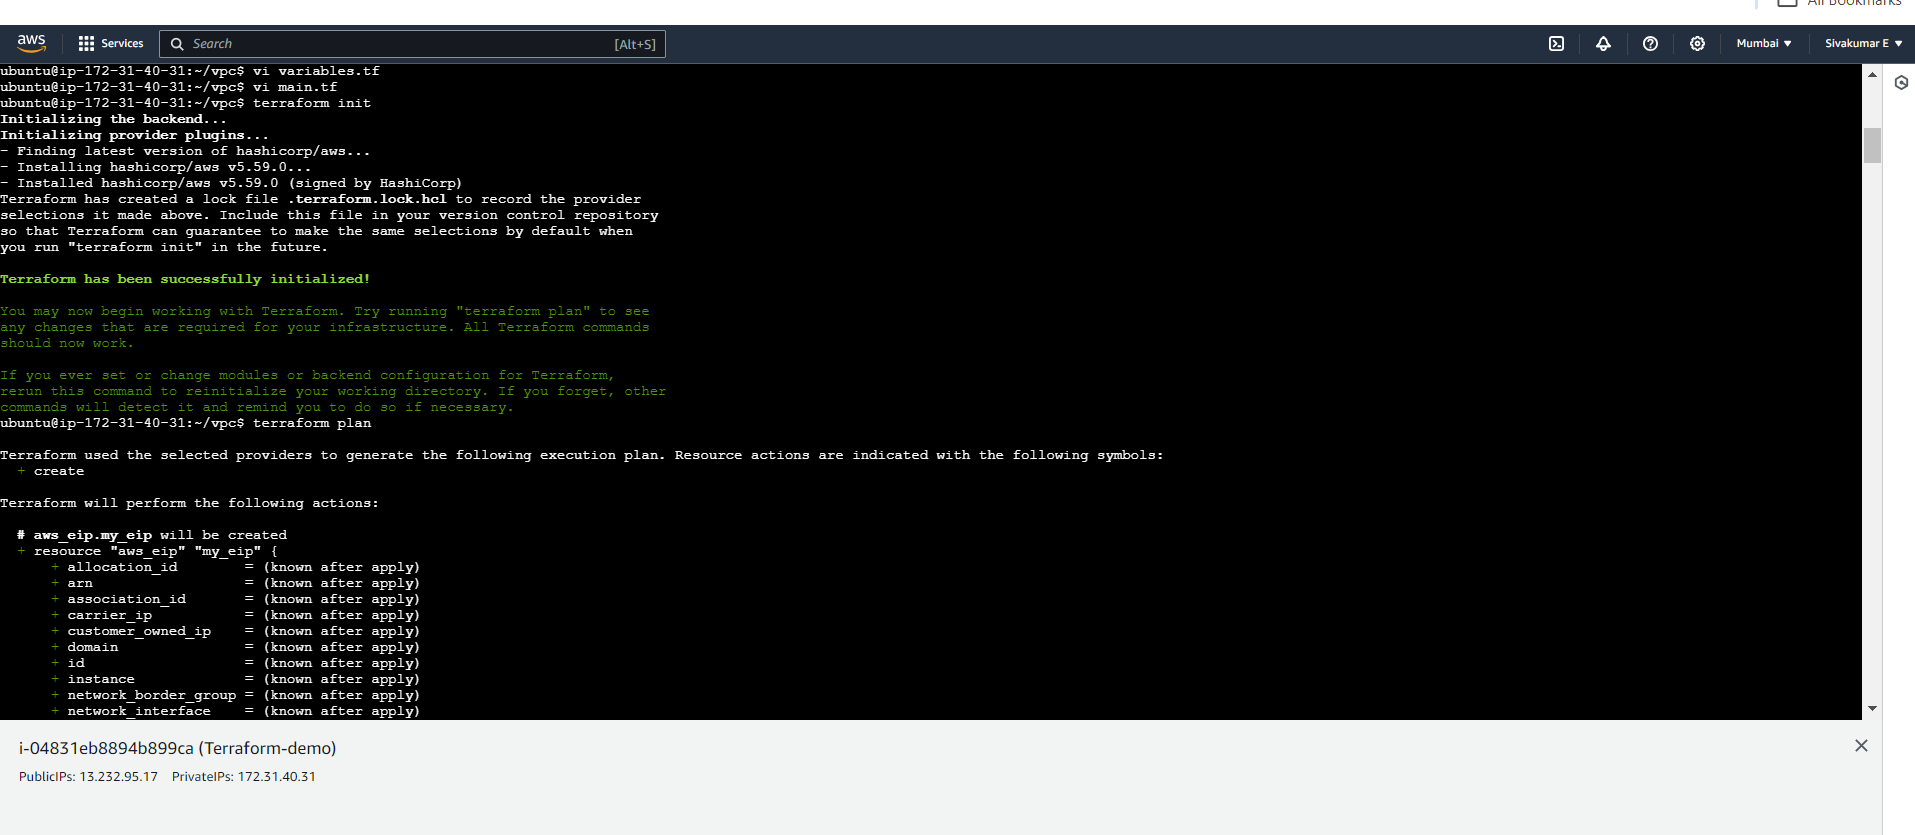 All Bookmarks
aws Services Search [Alt+S] Mumbai ▼ Sivakumar E ▼
ubuntu@ip-172-31-40-31:~/vpc$ vi variables.tf
ubuntu@ip-172-31-40-31:~/vpc$ vi main.tf
ubuntu@ip-172-31-40-31:~/vpc$ terraform init
Initializing the backend...
Initializing provider plugins...
- Finding latest version of hashicorp/aws...
- Installing hashicorp/aws v5.59.0...
- Installed hashicorp/aws v5.59.0 (signed by HashiCorp)
Terraform has created a lock file .terraform.lock.hcl to record the provider
selections it made above. Include this file in your version control repository
so that Terraform can guarantee to make the same selections by default when
you run "terraform init" in the future.
Terraform has been successfully initialized!
You may now begin working with Terraform. Try running "terraform plan" to see
any changes that are required for your infrastructure. All Terraform commands
should now work.
If you ever set or change modules or backend configuration for Terraform,
rerun this command to reinitialize your working directory. If you forget, other
commands will detect it and remind you to do so if necessary.
ubuntu@ip-172-31-40-31:~/vpc$ terraform plan
Terraform used the selected providers to generate the following execution plan. Resource actions are indicated with the following symbols:
+ create
Terraform will perform the following actions:
# aws_eip.my_eip will be created
+ resource "aws_eip" "my_eip" {
+ allocation_id = (known after apply)
+ arn = (known after apply)
+ association_id = (known after apply)
+ carrier_ip = (known after apply)
+ customer_owned_ip = (known after apply)
+ domain = (known after apply)
+ id = (known after apply)
+ instance = (known after apply)
+ network_border_group = (known after apply)
+ network_interface = (known after apply)
i-04831eb8894b899ca (Terraform-demo)
PublicIPs: 13.232.95.17 PrivateIPs: 172.31.40.31